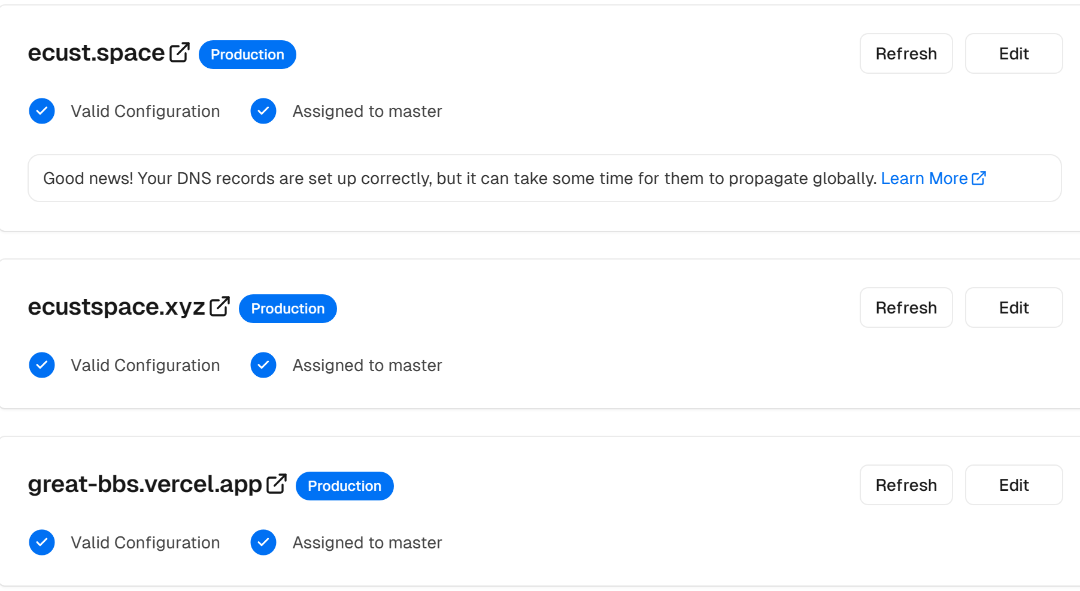 ecust.space Production Refresh Edit
Valid Configuration Assigned to master
Good news! Your DNS records are set up correctly, but it can take some time for them to propagate globally. Learn More
ecustspace.xyz Production Refresh Edit
Valid Configuration Assigned to master
great-bbs.vercel.app Production Refresh Edit
Valid Configuration Assigned to master